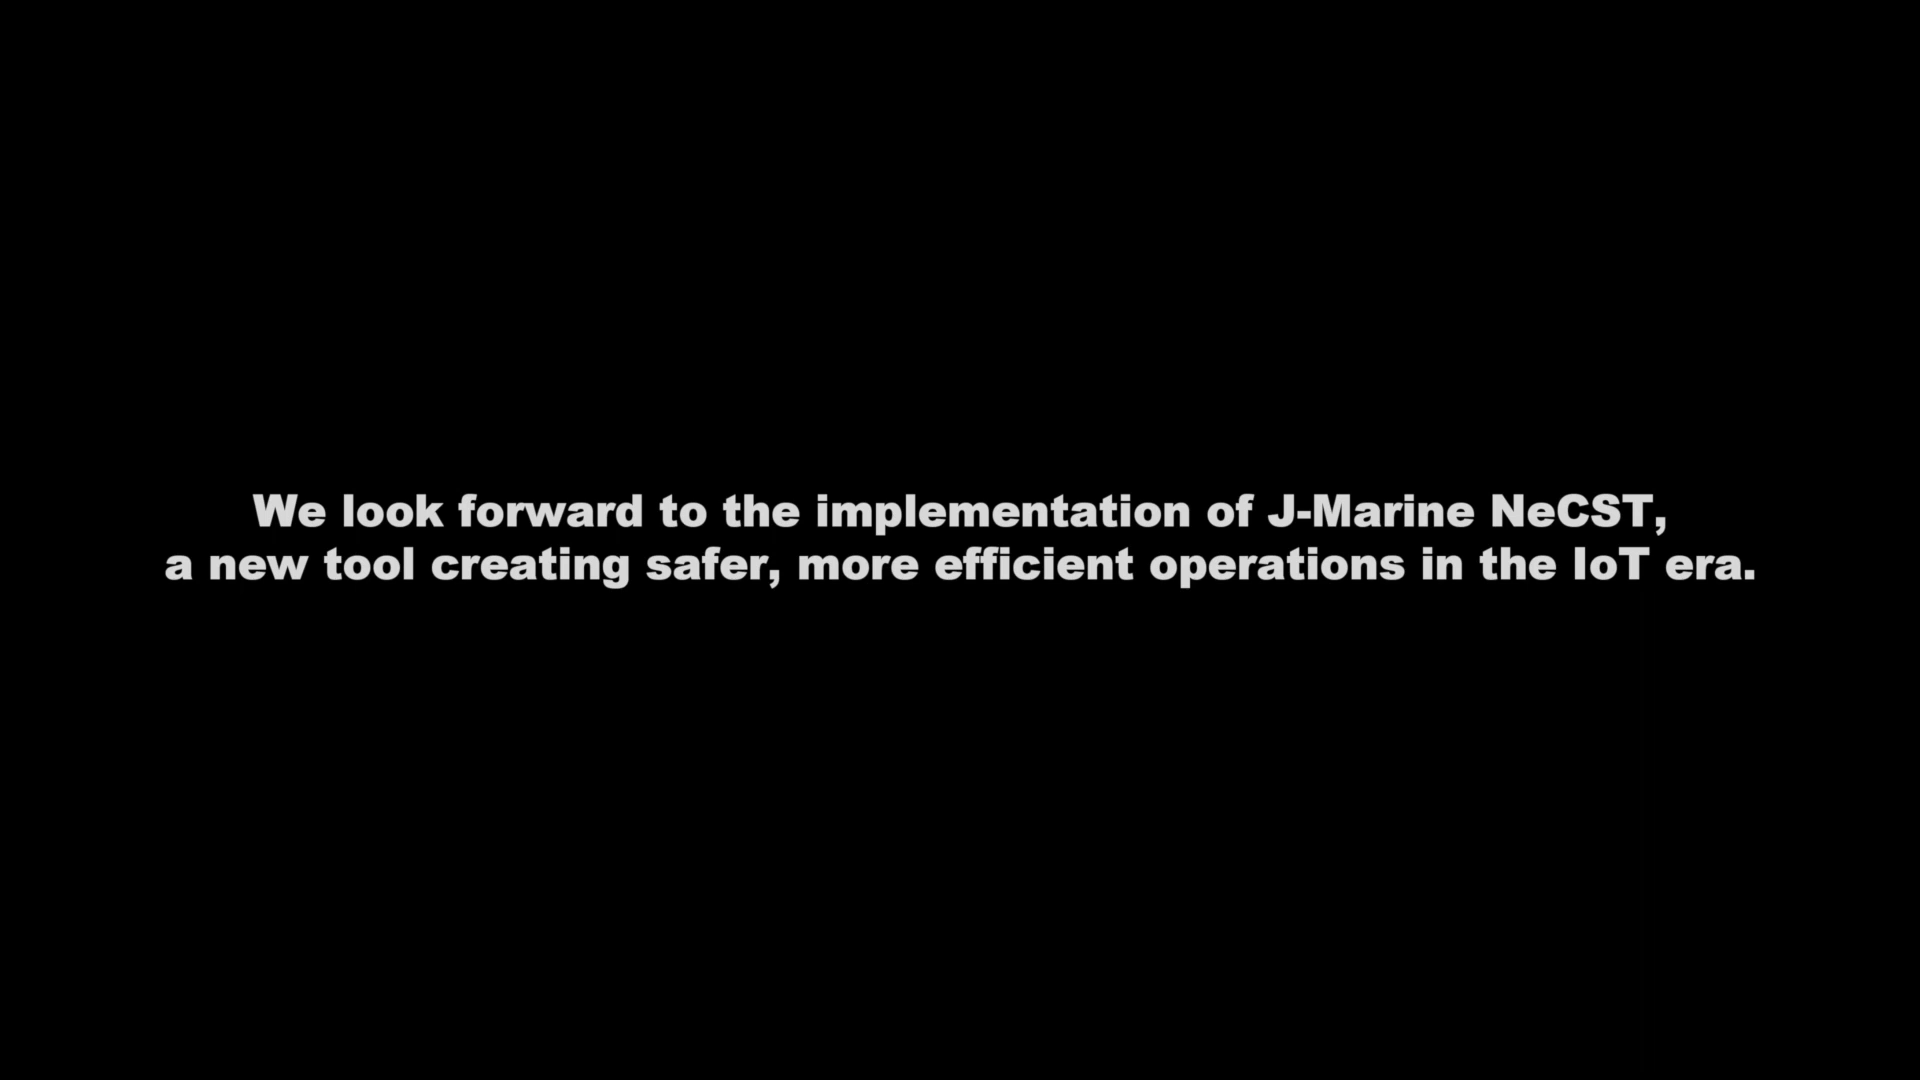 We look forward to the implementation of J-Marine NeCST,
a new tool creating safer, more efficient operations in the IoT era.